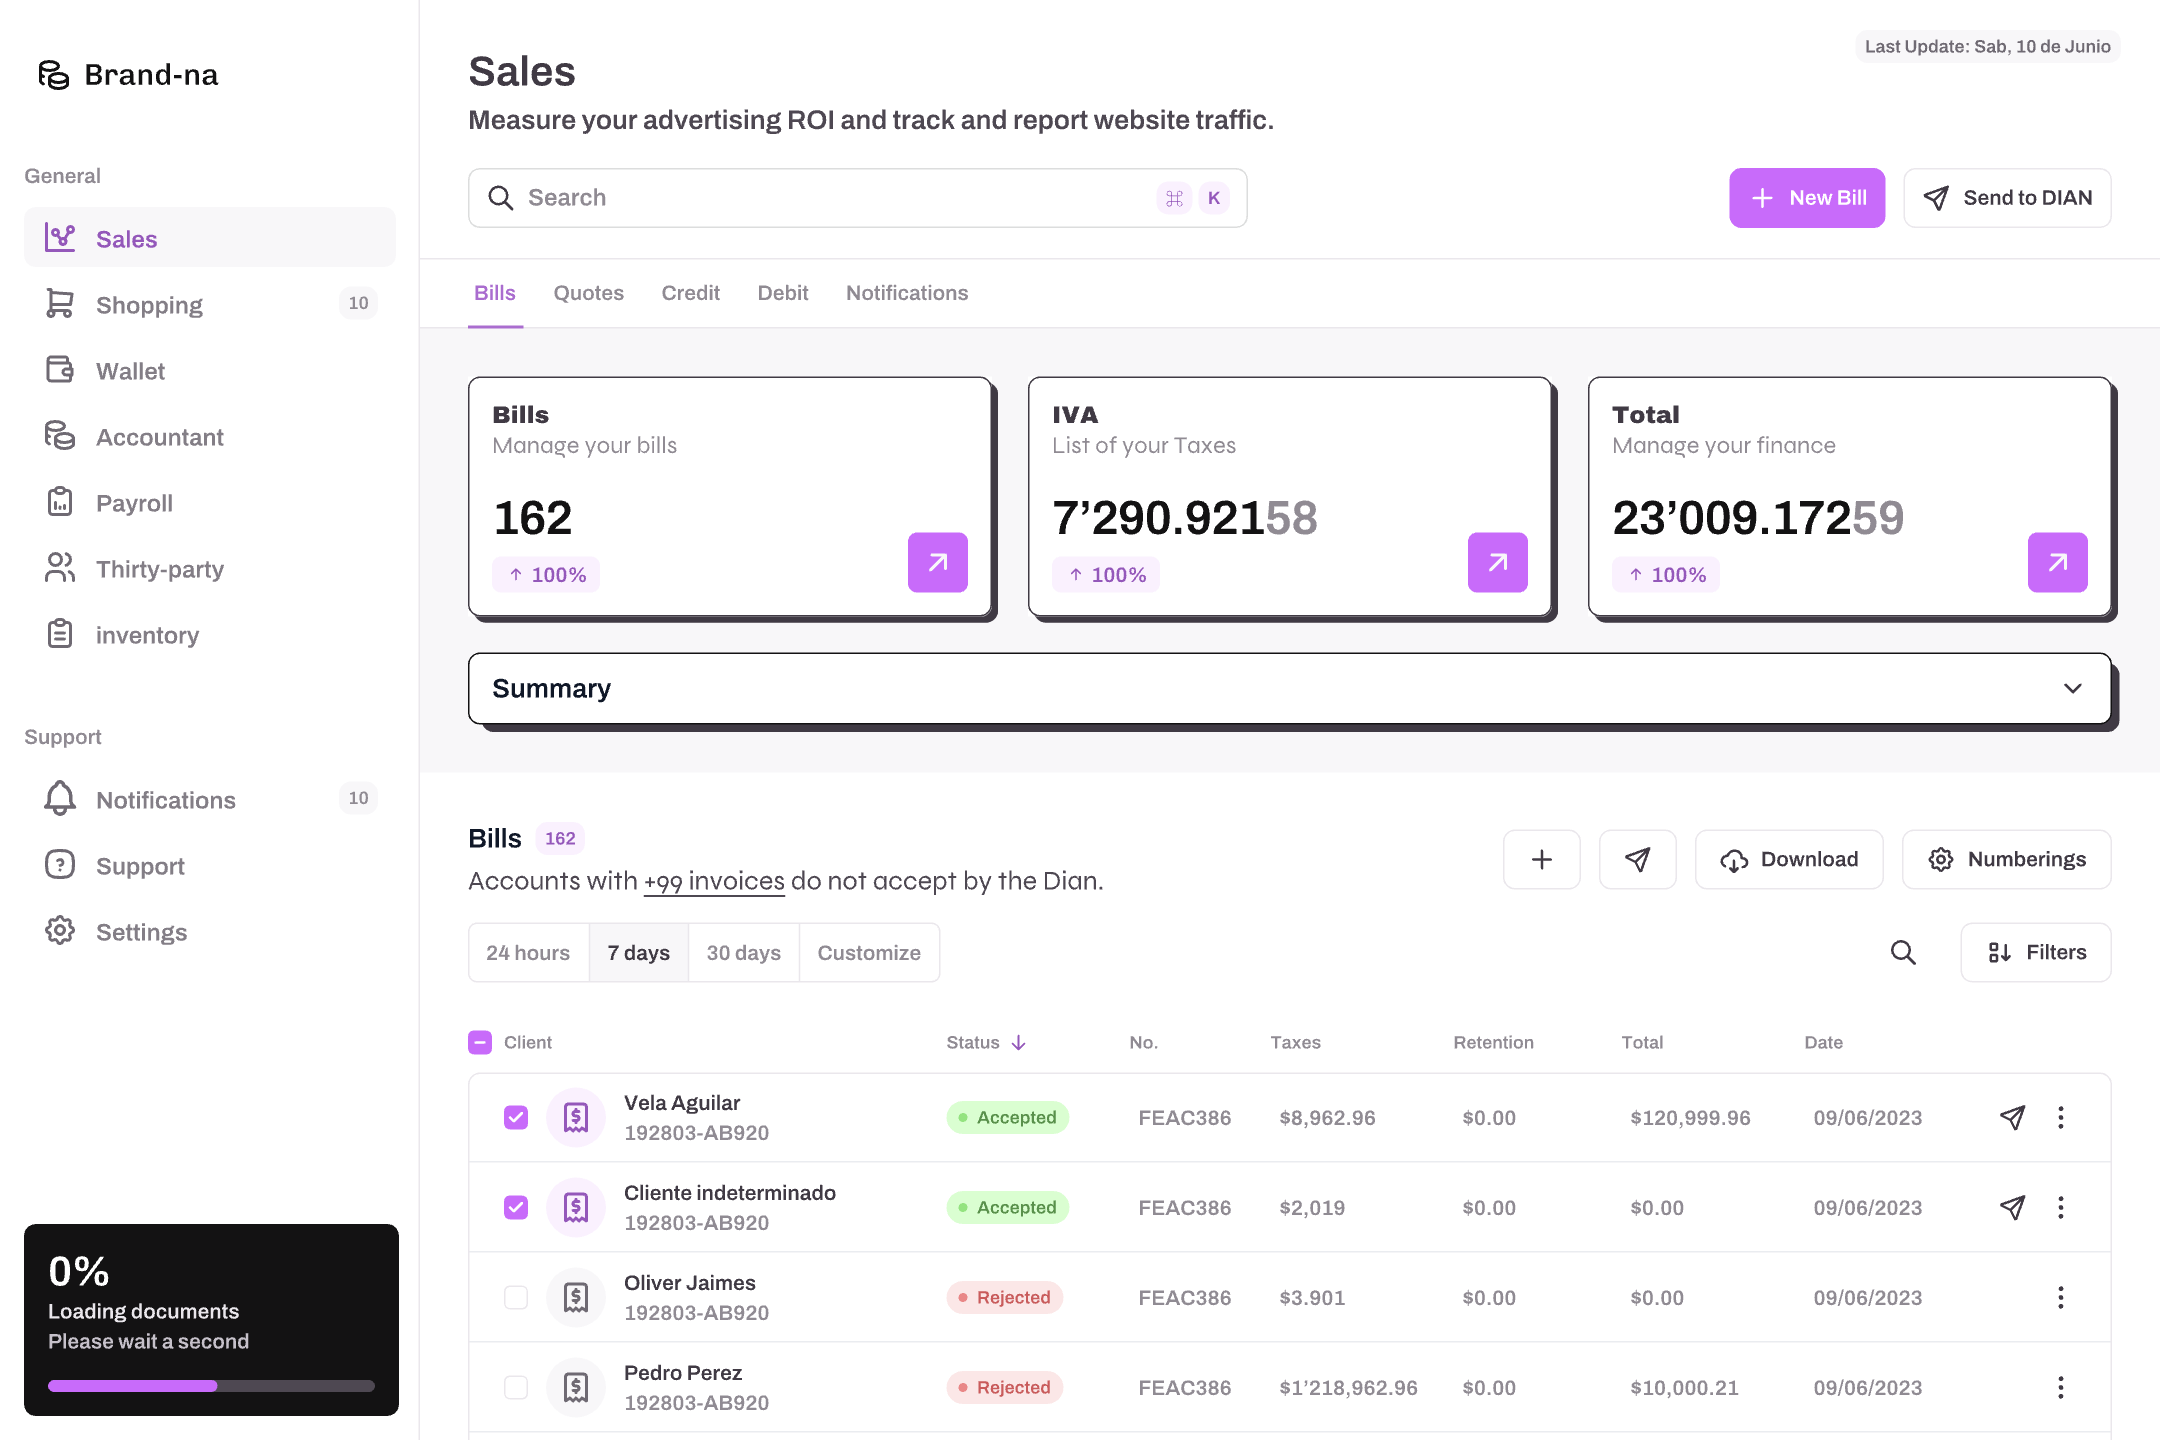 Brand-na
General
Sales
Shopping 10
Wallet
Accountant
Payroll
Thirty-party
inventory
Support
Notifications 10
Support
Settings
0%
Loading documents
Please wait a second
Last Update: Sab, 10 de Junio
Sales
Measure your advertising ROI and track and report website traffic.
Search ⌘ K
New Bill
Send to DIAN
Bills Quotes Credit Debit Notifications
Bills
Manage your bills
162
↑ 100%
IVA
List of your Taxes
7’290.92158
↑ 100%
Total
Manage your finance
23’009.17259
↑ 100%
Summary
Bills 162
Accounts with +99 invoices do not accept by the Dian.
Download
Numberings
24 hours 7 days 30 days Customize
Filters
Client Status ↓ No. Taxes Retention Total Date
Vela Aguilar
192803-AB920
Accepted FEAC386 $8,962.96 $0.00 $120,999.96 09/06/2023
Cliente indeterminado
192803-AB920
Accepted FEAC386 $2,019 $0.00 $0.00 09/06/2023
Oliver Jaimes
192803-AB920
Rejected FEAC386 $3.901 $0.00 $0.00 09/06/2023
Pedro Perez
192803-AB920
Rejected FEAC386 $1’218,962.96 $0.00 $10,000.21 09/06/2023